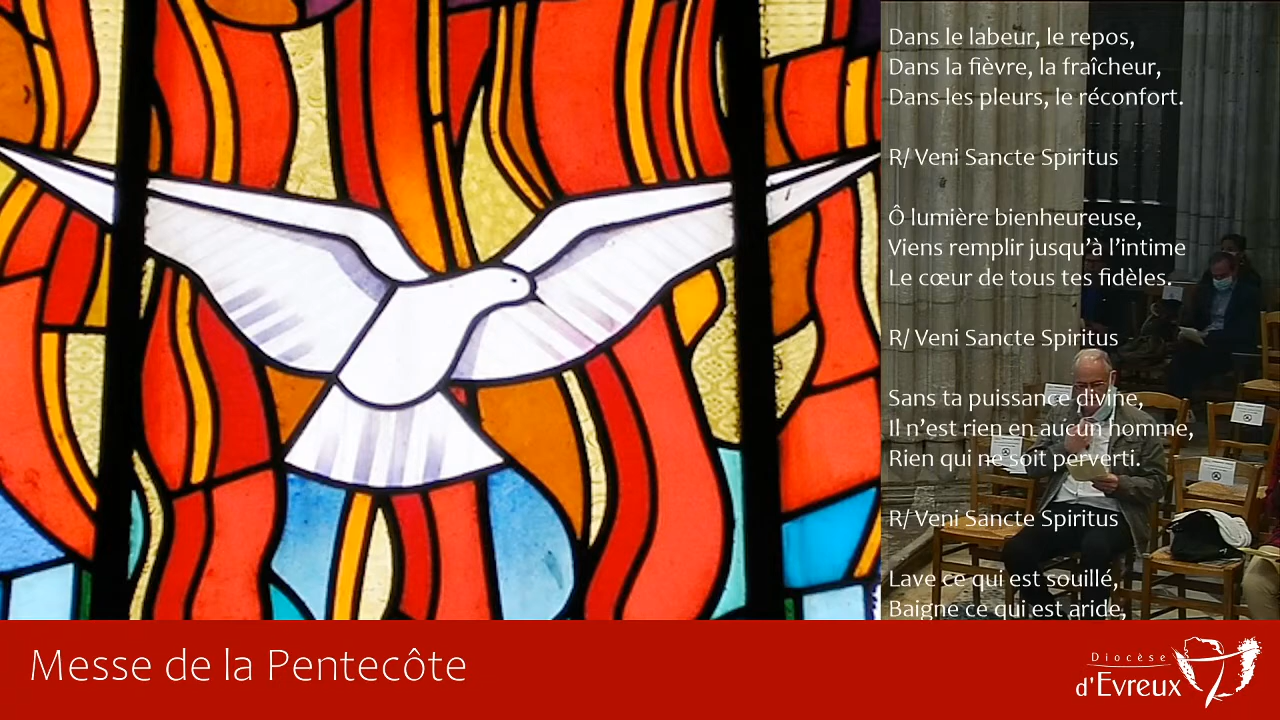 Dans le labeur, le repos,
Dans la fièvre, la fraîcheur,
Dans les pleurs, le réconfort.
R/ Veni Sancte Spiritus
Ô lumière bienheureuse,
Viens remplir jusqu’à l’intime
Le cœur de tous tes fidèles.
R/ Veni Sancte Spiritus
Sans ta puissance divine,
Il n’est rien en aucun homme,
Rien qui ne soit perverti.
R/ Veni Sancte Spiritus
Lave ce qui est souillé,
Baigne ce qui est aride,
Messe de la Pentecôte
Diocèse
d'Evreux